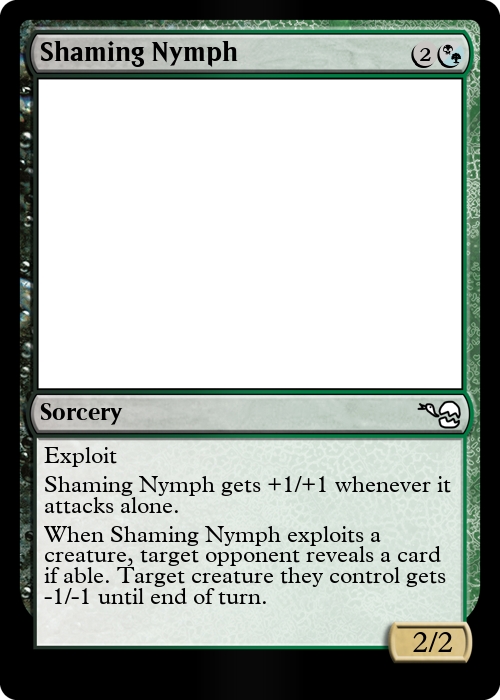 Shaming Nymph 2
Sorcery
Exploit
Shaming Nymph gets +1/+1 whenever it
attacks alone.
When Shaming Nymph exploits a
creature, target opponent reveals a card
if able. Target creature they control gets
-1/-1 until end of turn.
2/2